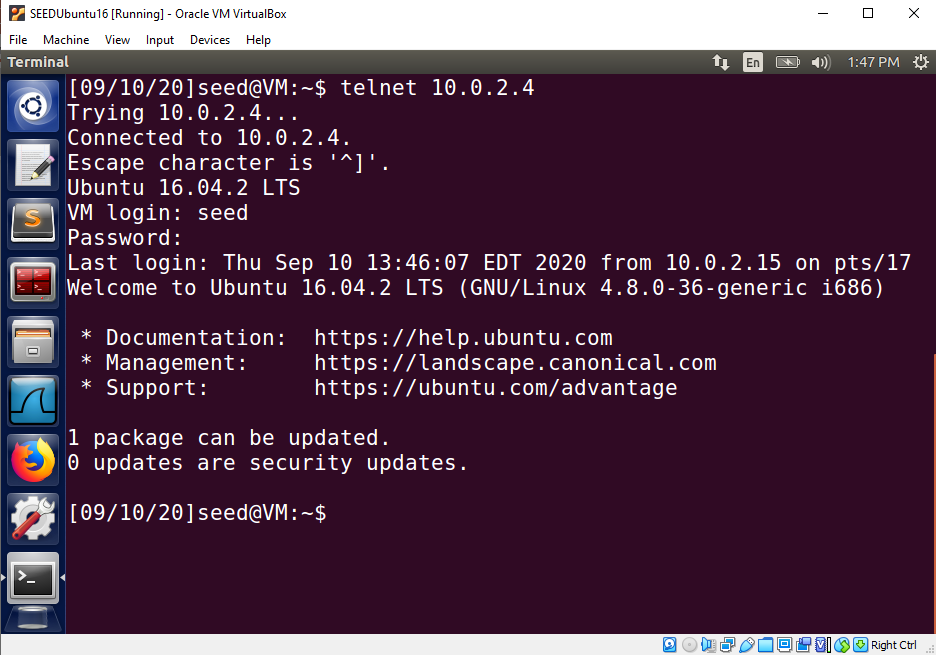 SEEDUbuntu16 [Running] - Oracle VM VirtualBox
File Machine View Input Devices Help
Terminal En 1:47 PM
[09/10/20]seed@VM:~$ telnet 10.0.2.4
Trying 10.0.2.4...
Connected to 10.0.2.4.
Escape character is '^]'.
Ubuntu 16.04.2 LTS
VM login: seed
Password:
Last login: Thu Sep 10 13:46:07 EDT 2020 from 10.0.2.15 on pts/17
Welcome to Ubuntu 16.04.2 LTS (GNU/Linux 4.8.0-36-generic i686)
* Documentation:  https://help.ubuntu.com
* Management:     https://landscape.canonical.com
* Support:        https://ubuntu.com/advantage
1 package can be updated.
0 updates are security updates.
[09/10/20]seed@VM:~$
Right Ctrl